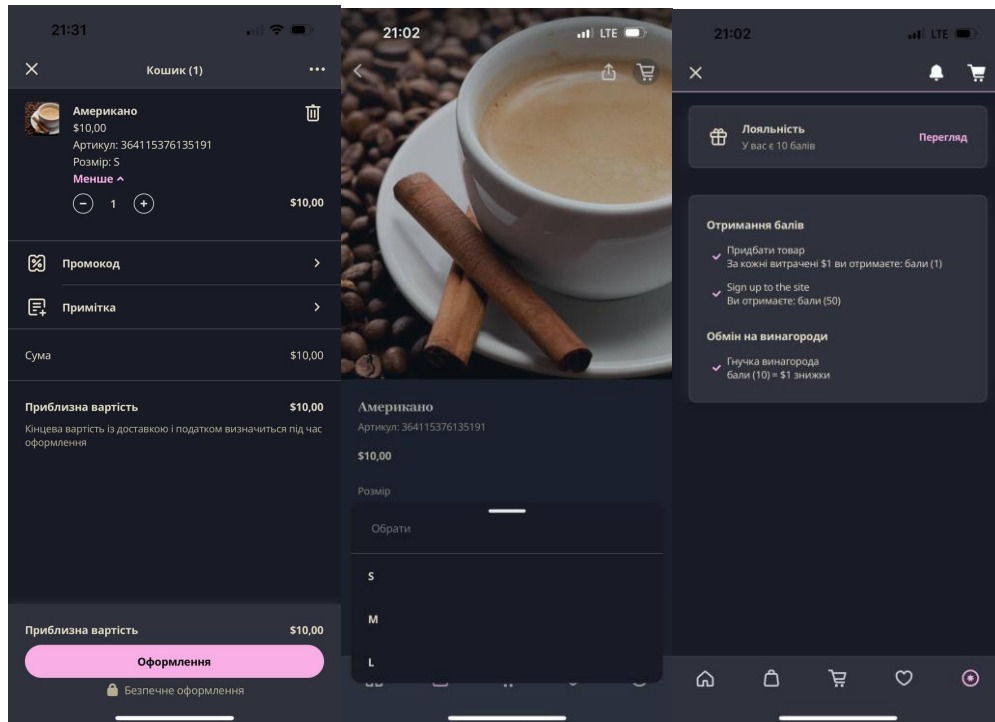 21:31
Кошик (1)
Американо
$10,00
Артикул: 364115376135191
Розмір: S
Менше
1
$10,00
Промокод
Примітка
Сума
$10,00
Приблизна вартість
$10,00
Кінцева вартість із доставкою і податком визначиться під час
оформлення
Приблизна вартість
$10,00
Оформлення
Безпечне оформлення
21:02
LTE
Американо
Артикул: 364115376135191
$10,00
Розмір
Обрати
S
M
L
21:02
LTE
Лояльність
У вас є 10 балів
Перегляд
Отримання балів
Придбати товар
За кожні витрачені $1 ви отримаєте: бали (1)
Sign up to the site
Ви отримаєте: бали (50)
Обмін на винагороди
Гнучка винагорода
бали (10) = $1 знижки